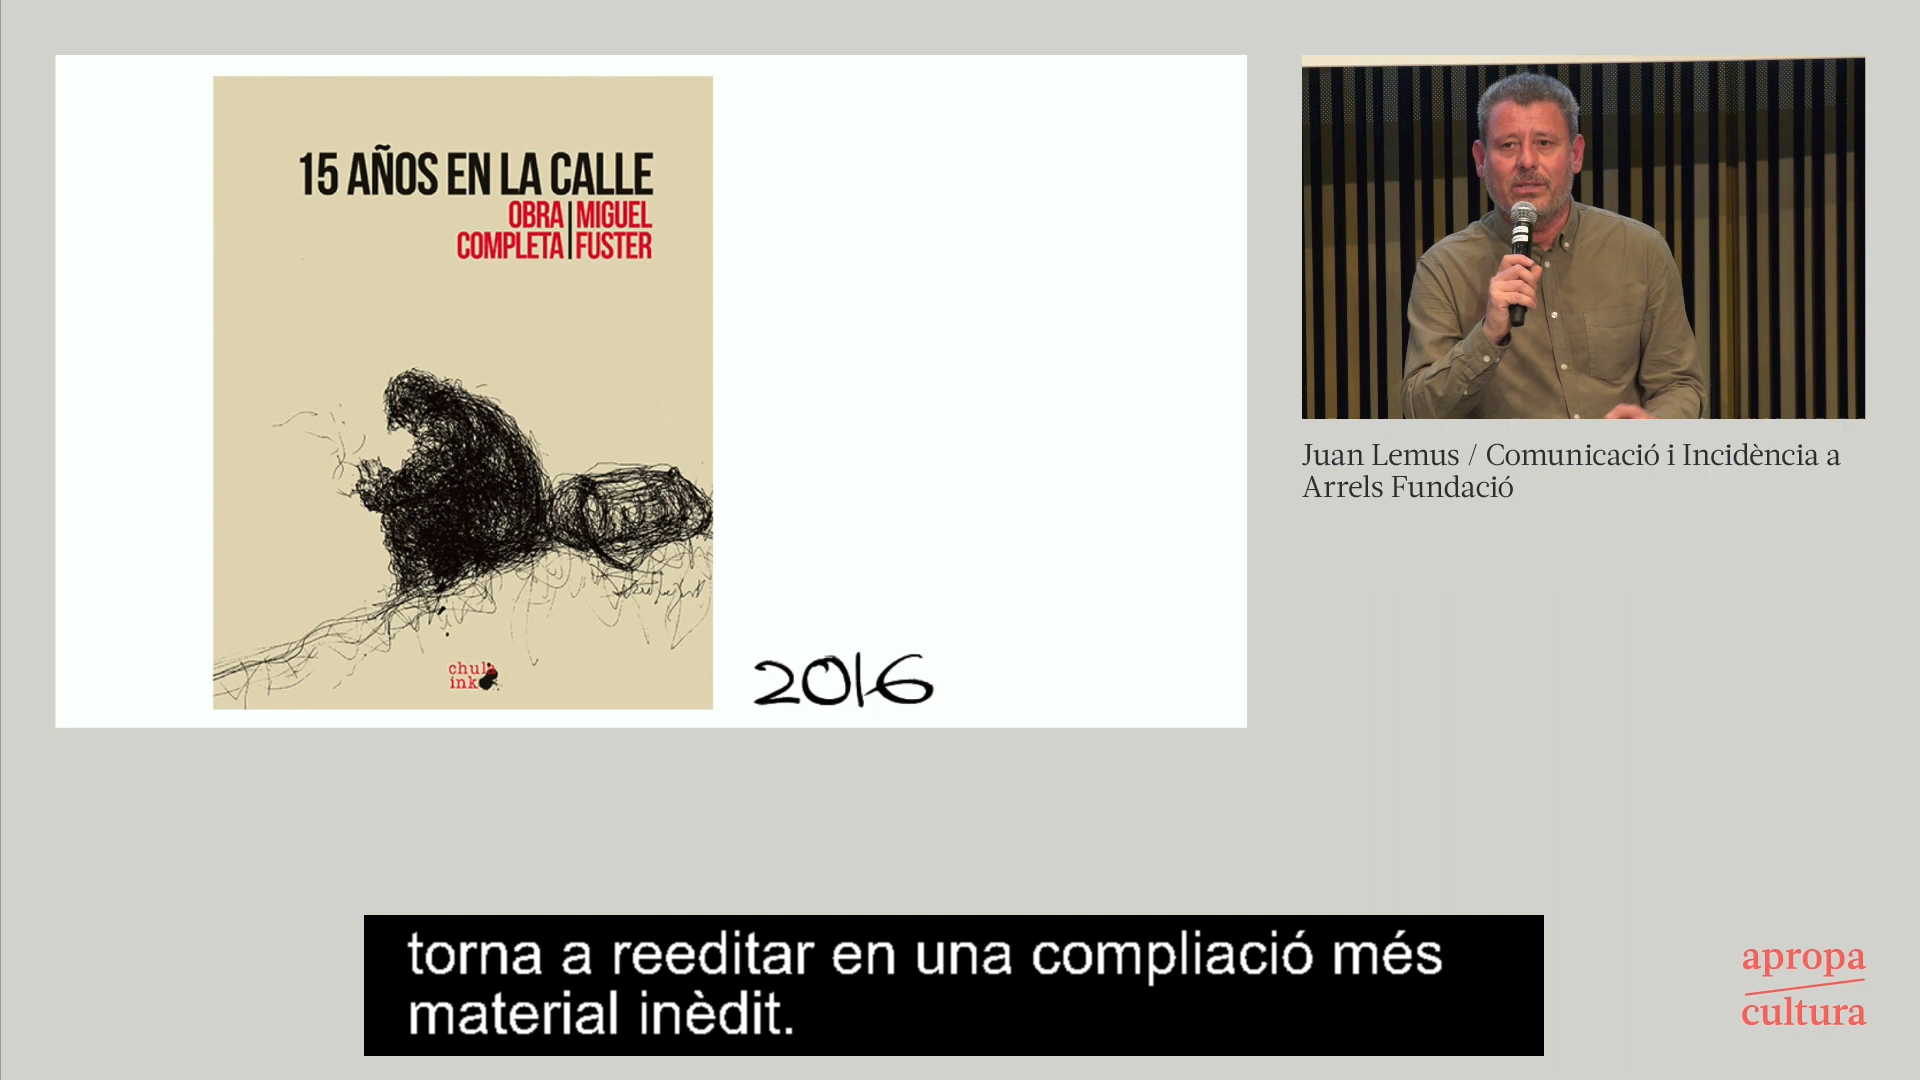 15 AÑOS EN LA CALLE
OBRA MIGUEL
COMPLETA FUSTER
chula
ink
2016
Juan Lemus / Comunicació i Incidència a
Arrels Fundació
torna a reeditar en una compliació més
material inèdit.
apropa
cultura